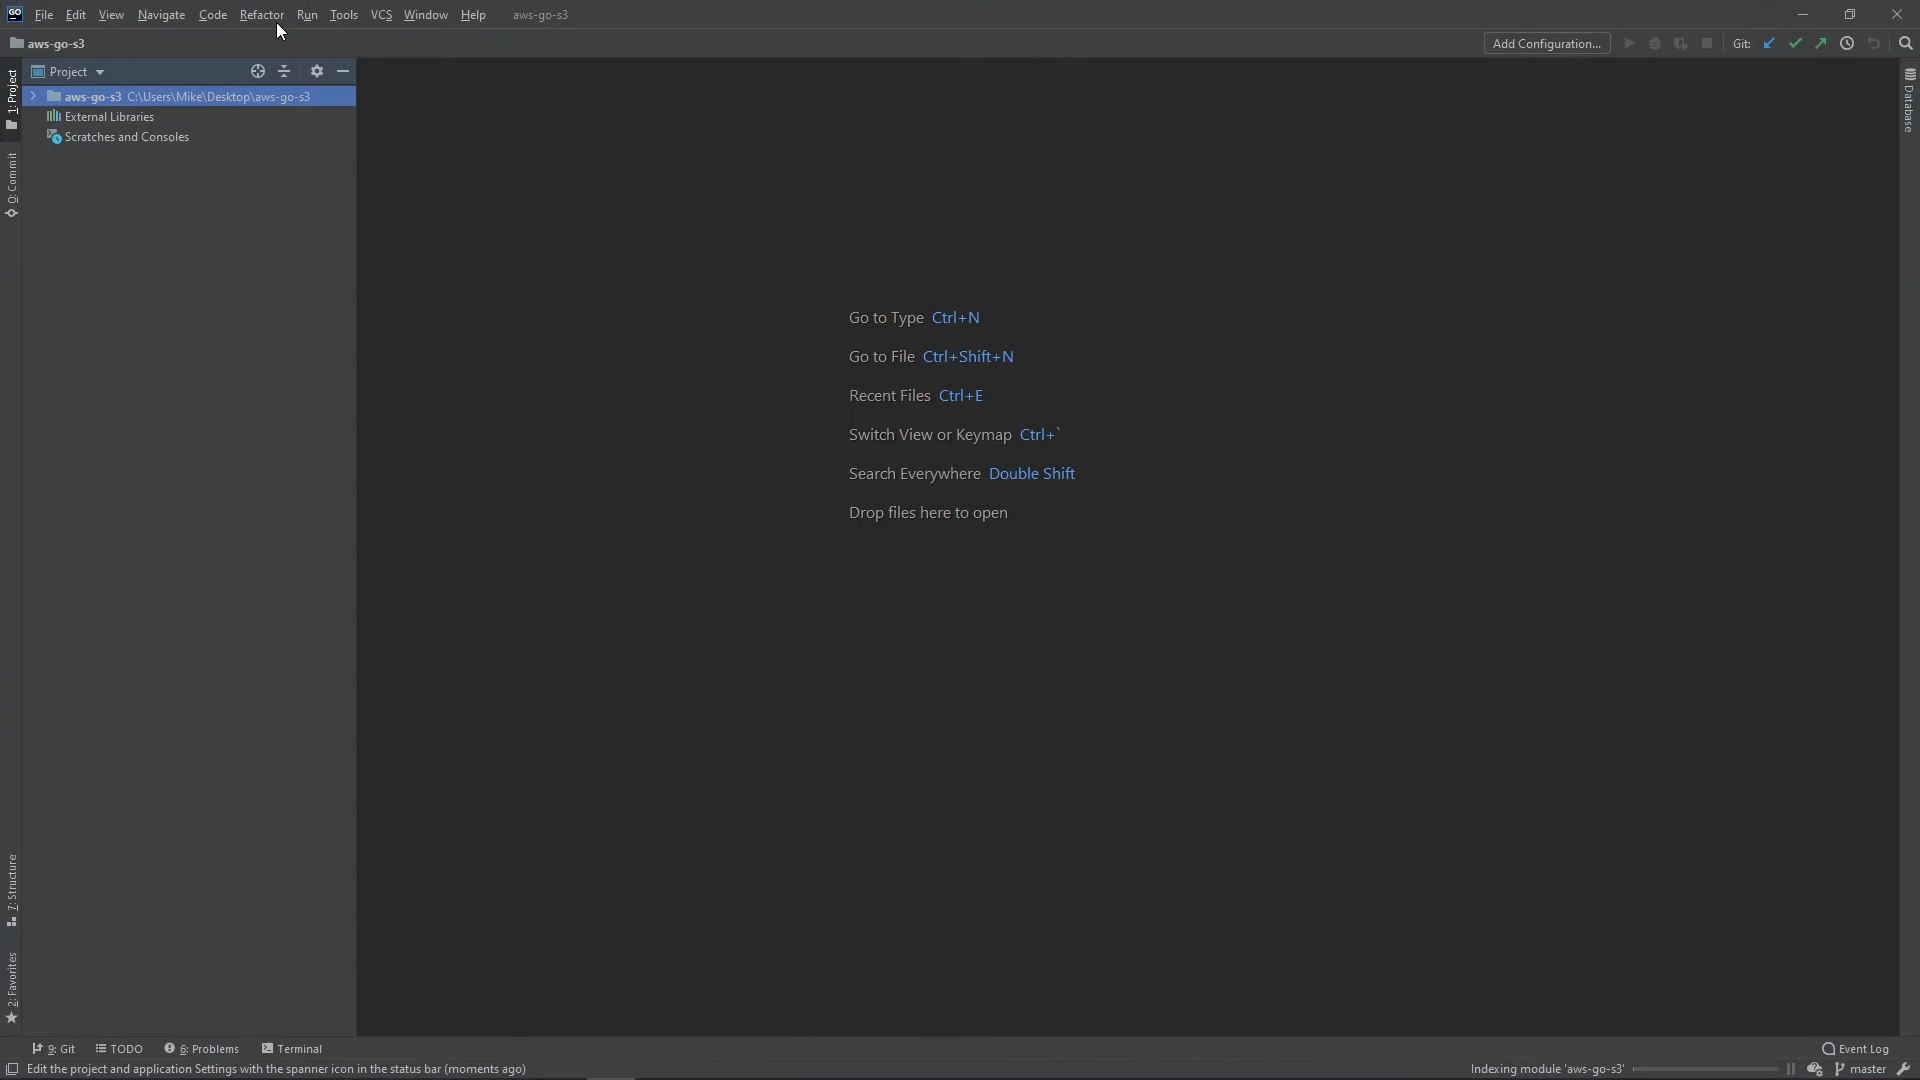 GO File Edit View Navigate Code Refactor Run Tools VCS Window Help aws-go-s3
aws-go-s3 Add Configuration... Git:
Project
aws-go-s3 C:\Users\Mike\Desktop\aws-go-s3
External Libraries
Scratches and Consoles
1: Project
0: Commit
7: Structure
2: Favorites
Database
Go to Type Ctrl+N
Go to File Ctrl+Shift+N
Recent Files Ctrl+E
Switch View or Keymap Ctrl+`
Search Everywhere Double Shift
Drop files here to open
9: Git TODO 6: Problems Terminal Event Log
Edit the project and application Settings with the spanner icon in the status bar (moments ago) Indexing module 'aws-go-s3' master